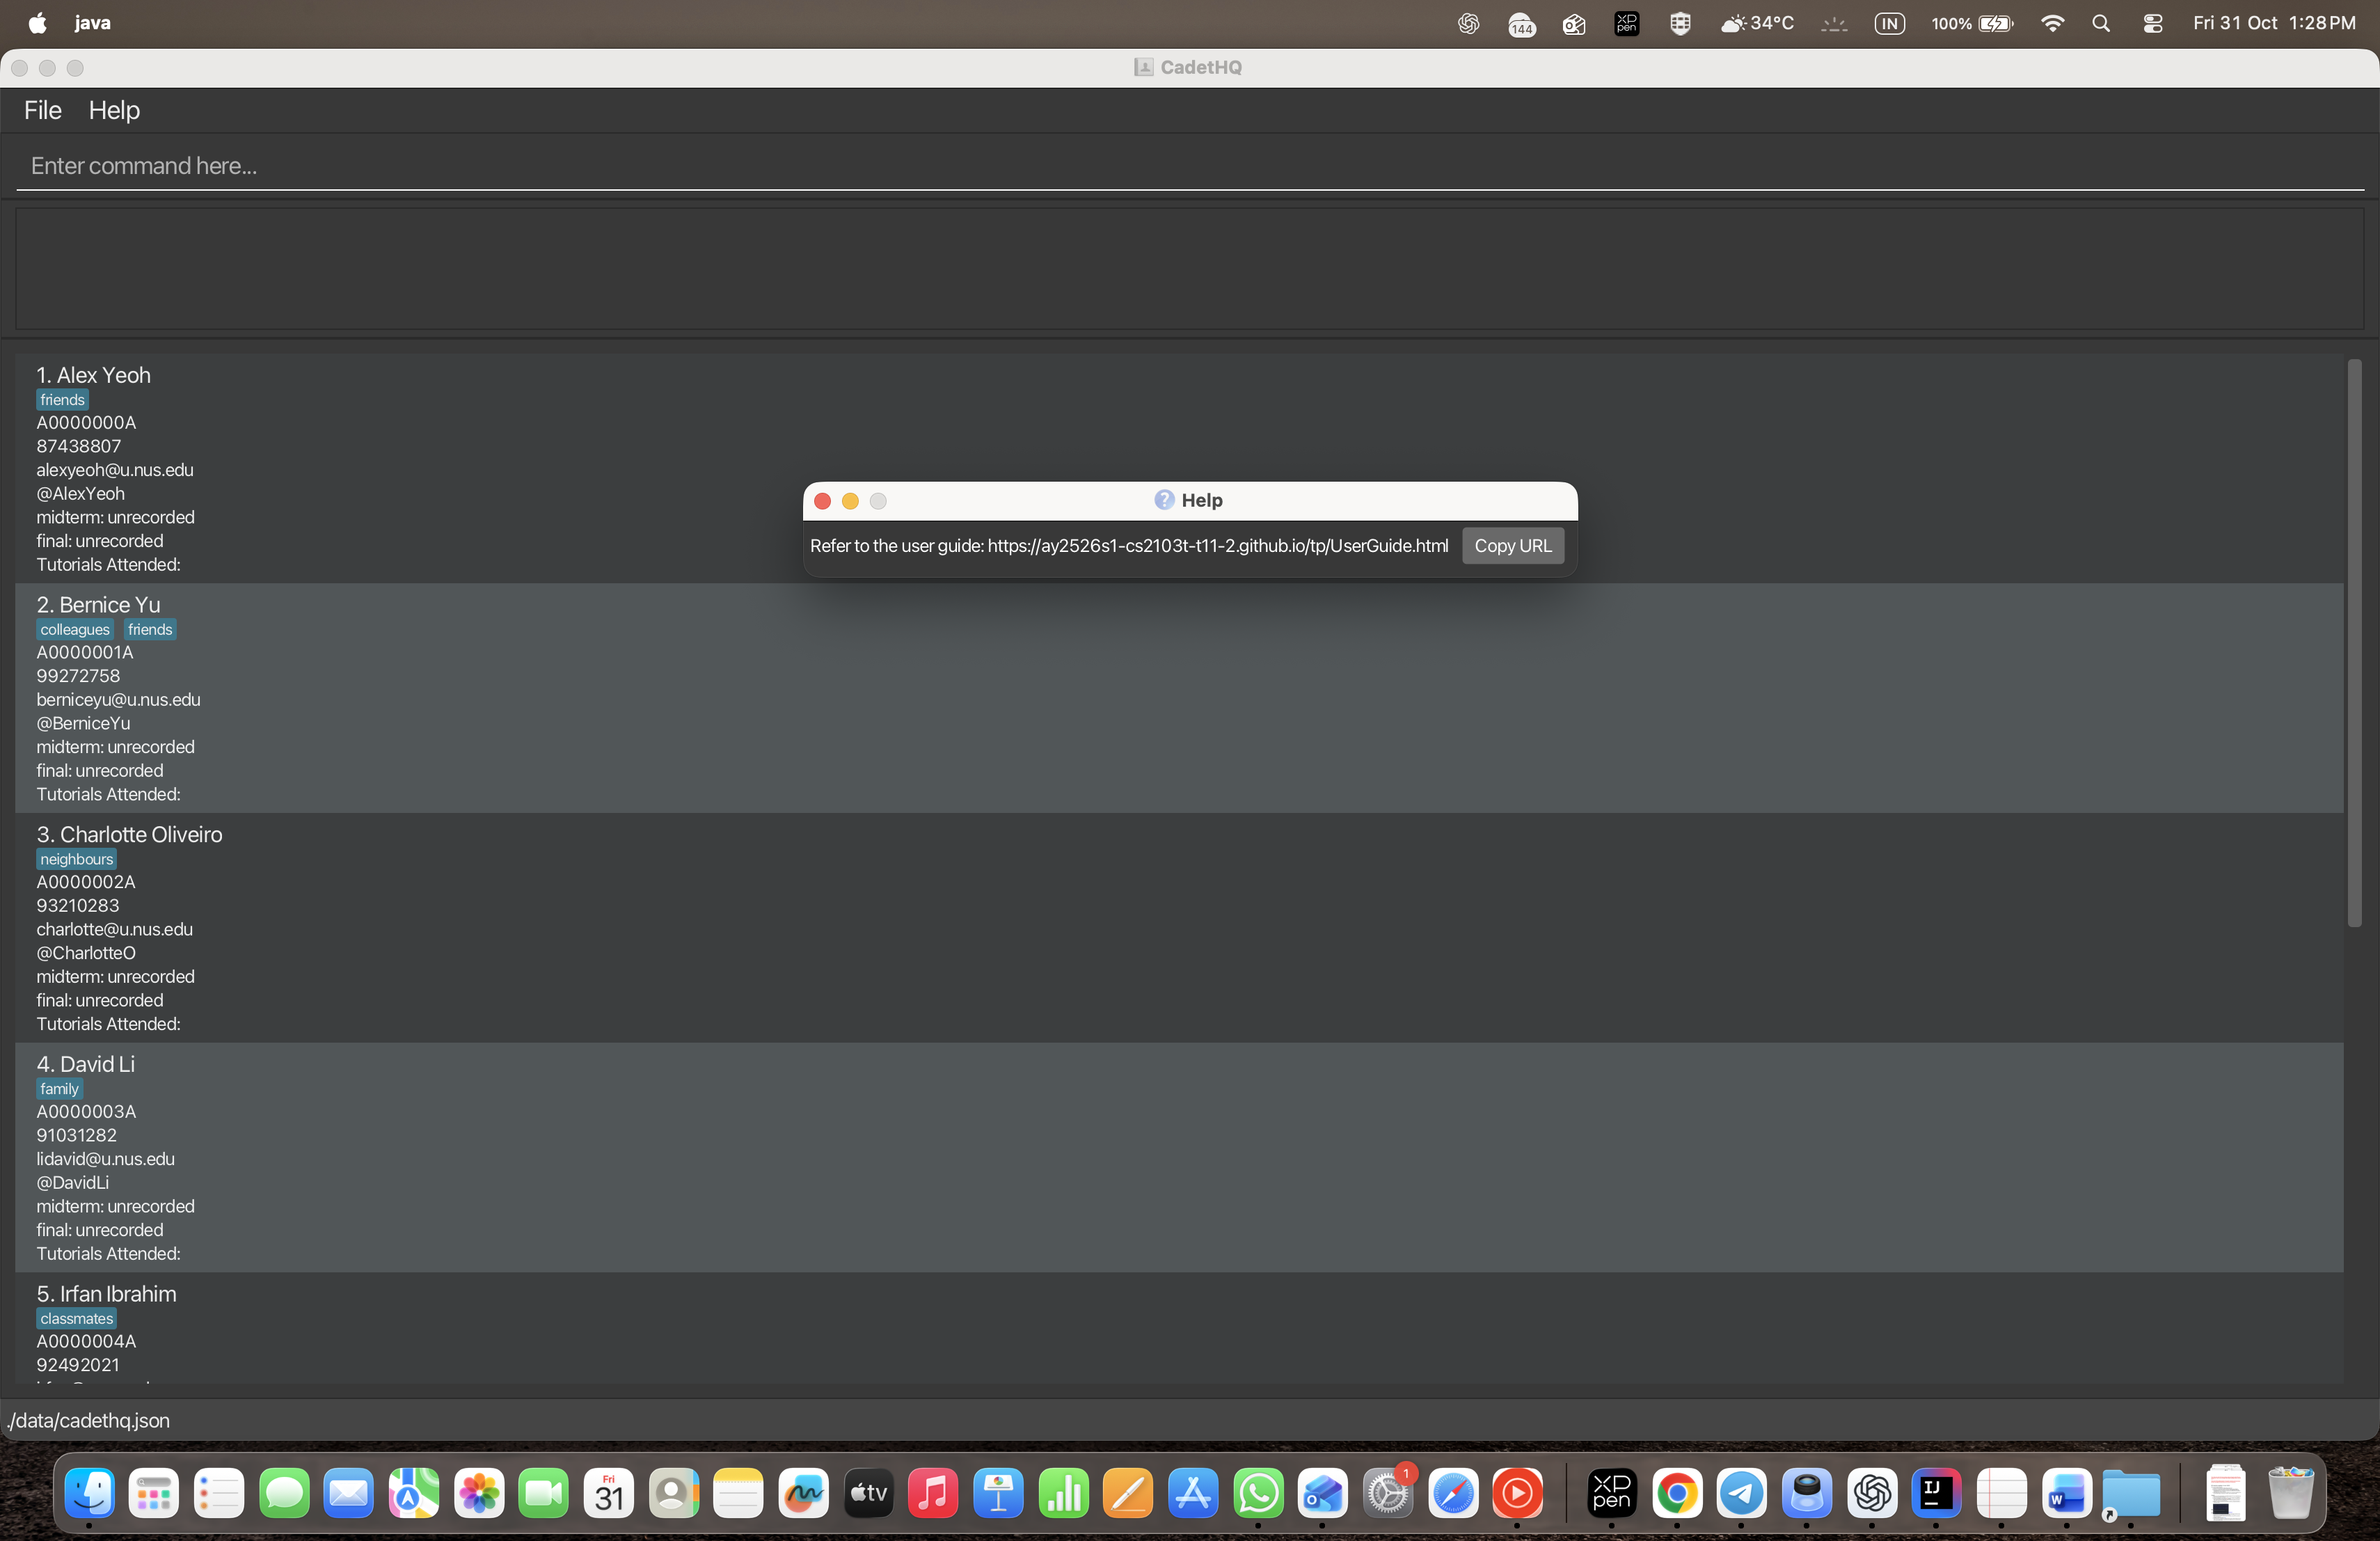 java
144
XP
pen
34°C
IN
100%
Fri 31 Oct 1:28 PM
CadetHQ
File Help
Enter command here...
1. Alex Yeoh
friends
A0000000A
87438807
alexyeoh@u.nus.edu
@AlexYeoh
midterm: unrecorded
final: unrecorded
Tutorials Attended:
Help
Refer to the user guide: https://ay2526s1-cs2103t-t11-2.github.io/tp/UserGuide.html Copy URL
2. Bernice Yu
colleagues friends
A0000001A
99272758
berniceyu@u.nus.edu
@BerniceYu
midterm: unrecorded
final: unrecorded
Tutorials Attended:
3. Charlotte Oliveiro
neighbours
A0000002A
93210283
charlotte@u.nus.edu
@CharlotteO
midterm: unrecorded
final: unrecorded
Tutorials Attended:
4. David Li
family
A0000003A
91031282
lidavid@u.nus.edu
@DavidLi
midterm: unrecorded
final: unrecorded
Tutorials Attended:
5. Irfan Ibrahim
classmates
A0000004A
92492021
./data/cadethq.json
Fri
31
tv
1
XP
pen
IJ
W